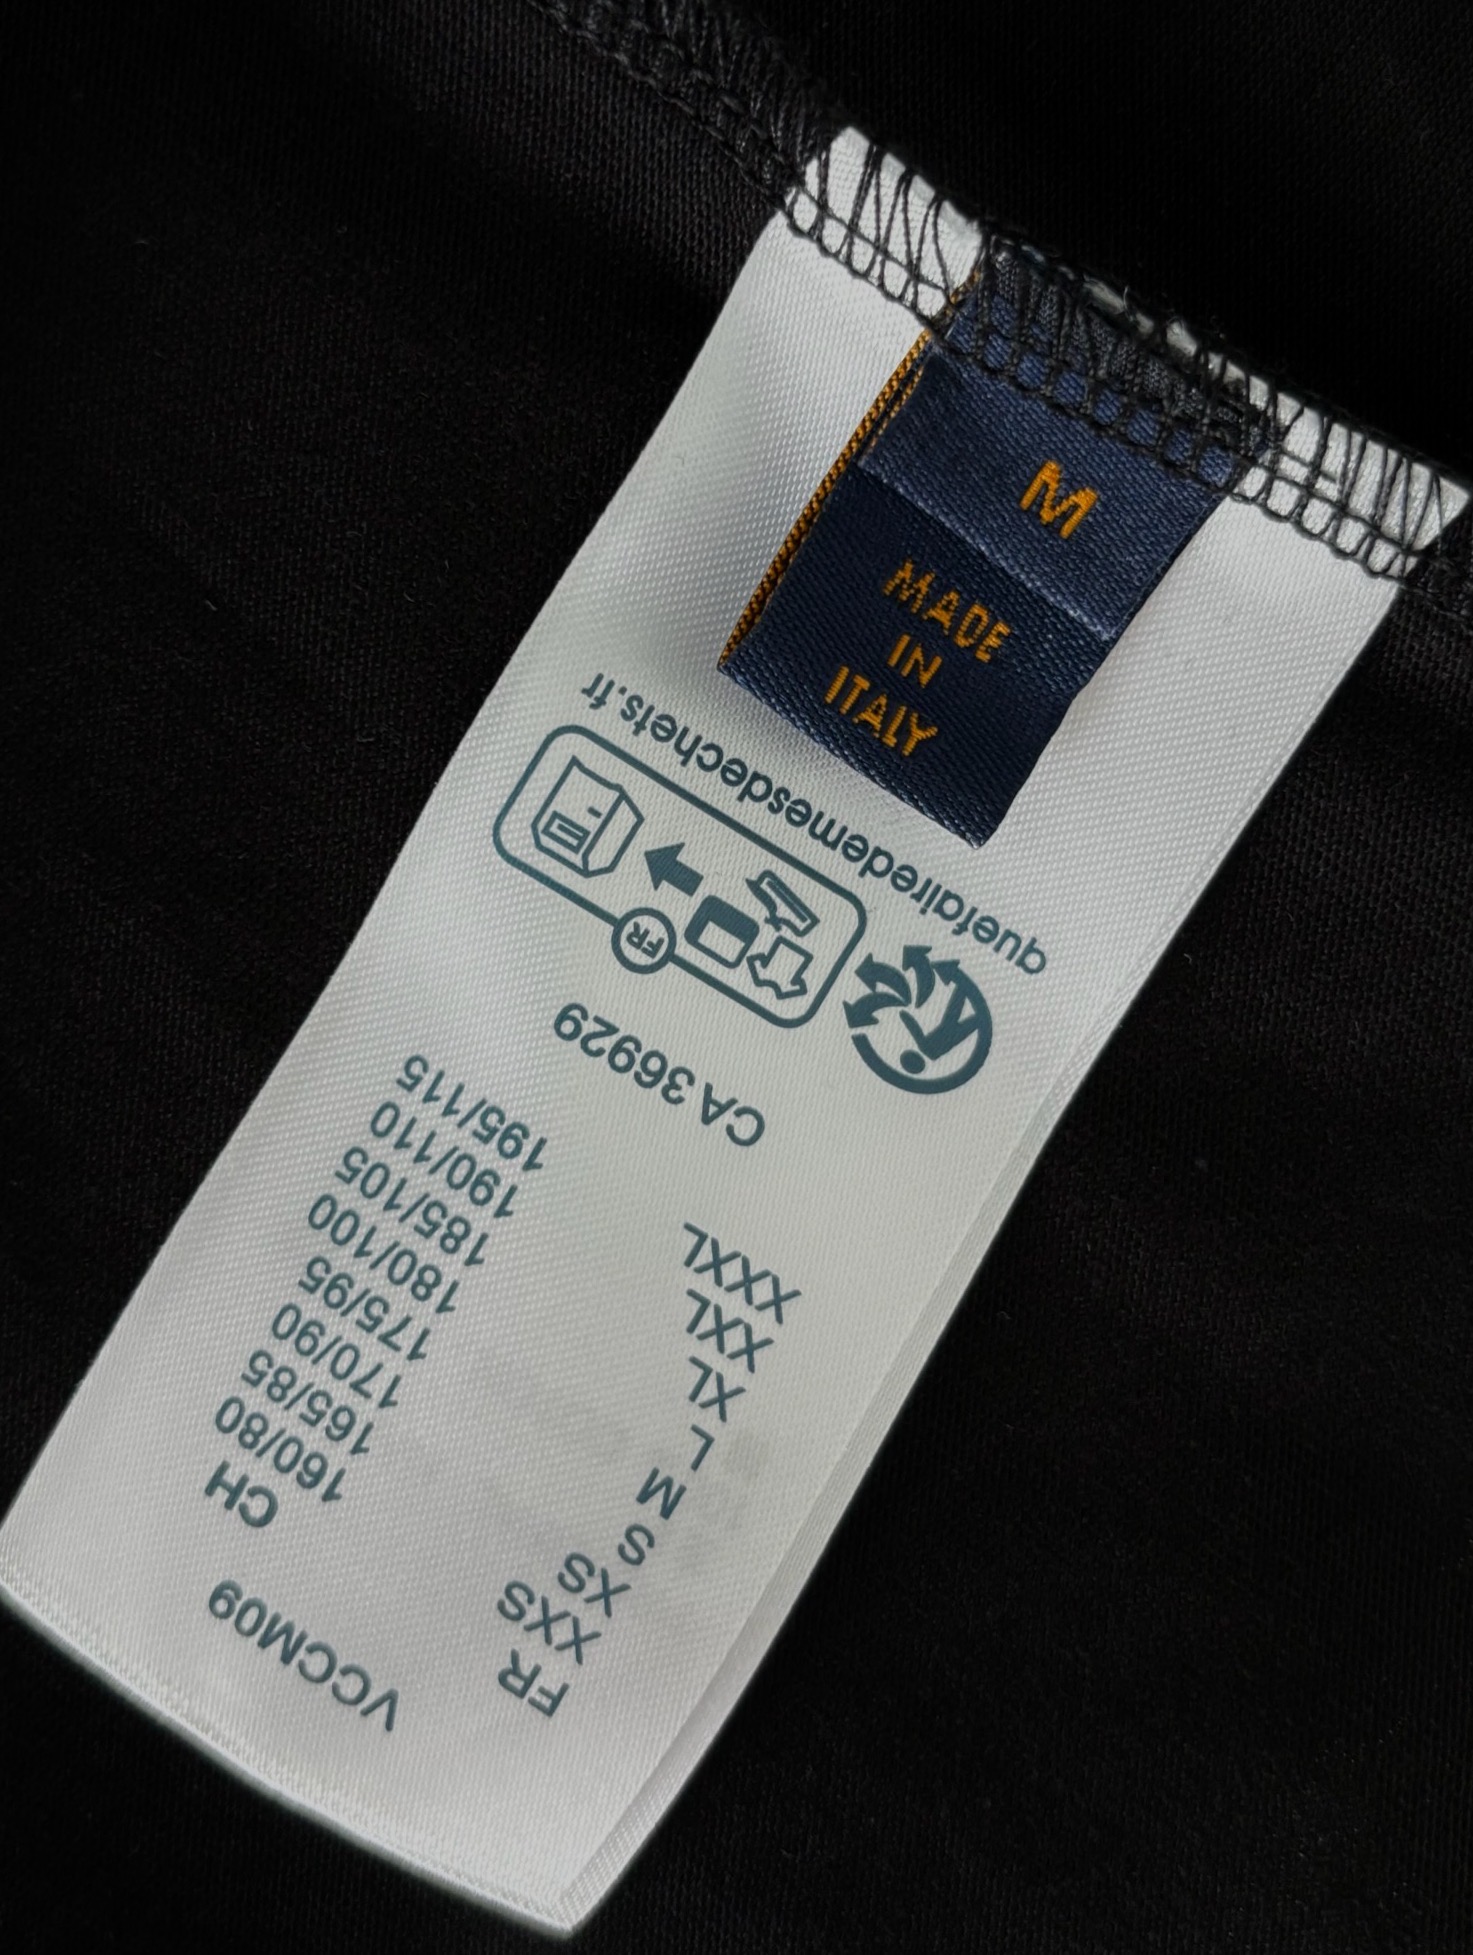 M
MADE
IN
ITALY
VCCM09
FR CH
XXS 160/80
XS 165/85
S 170/90
M 175/95
L 180/100
XL 185/105
XXL 190/110
XXXL 195/115
CA 36929
FR
quefairedemesdechets.fr